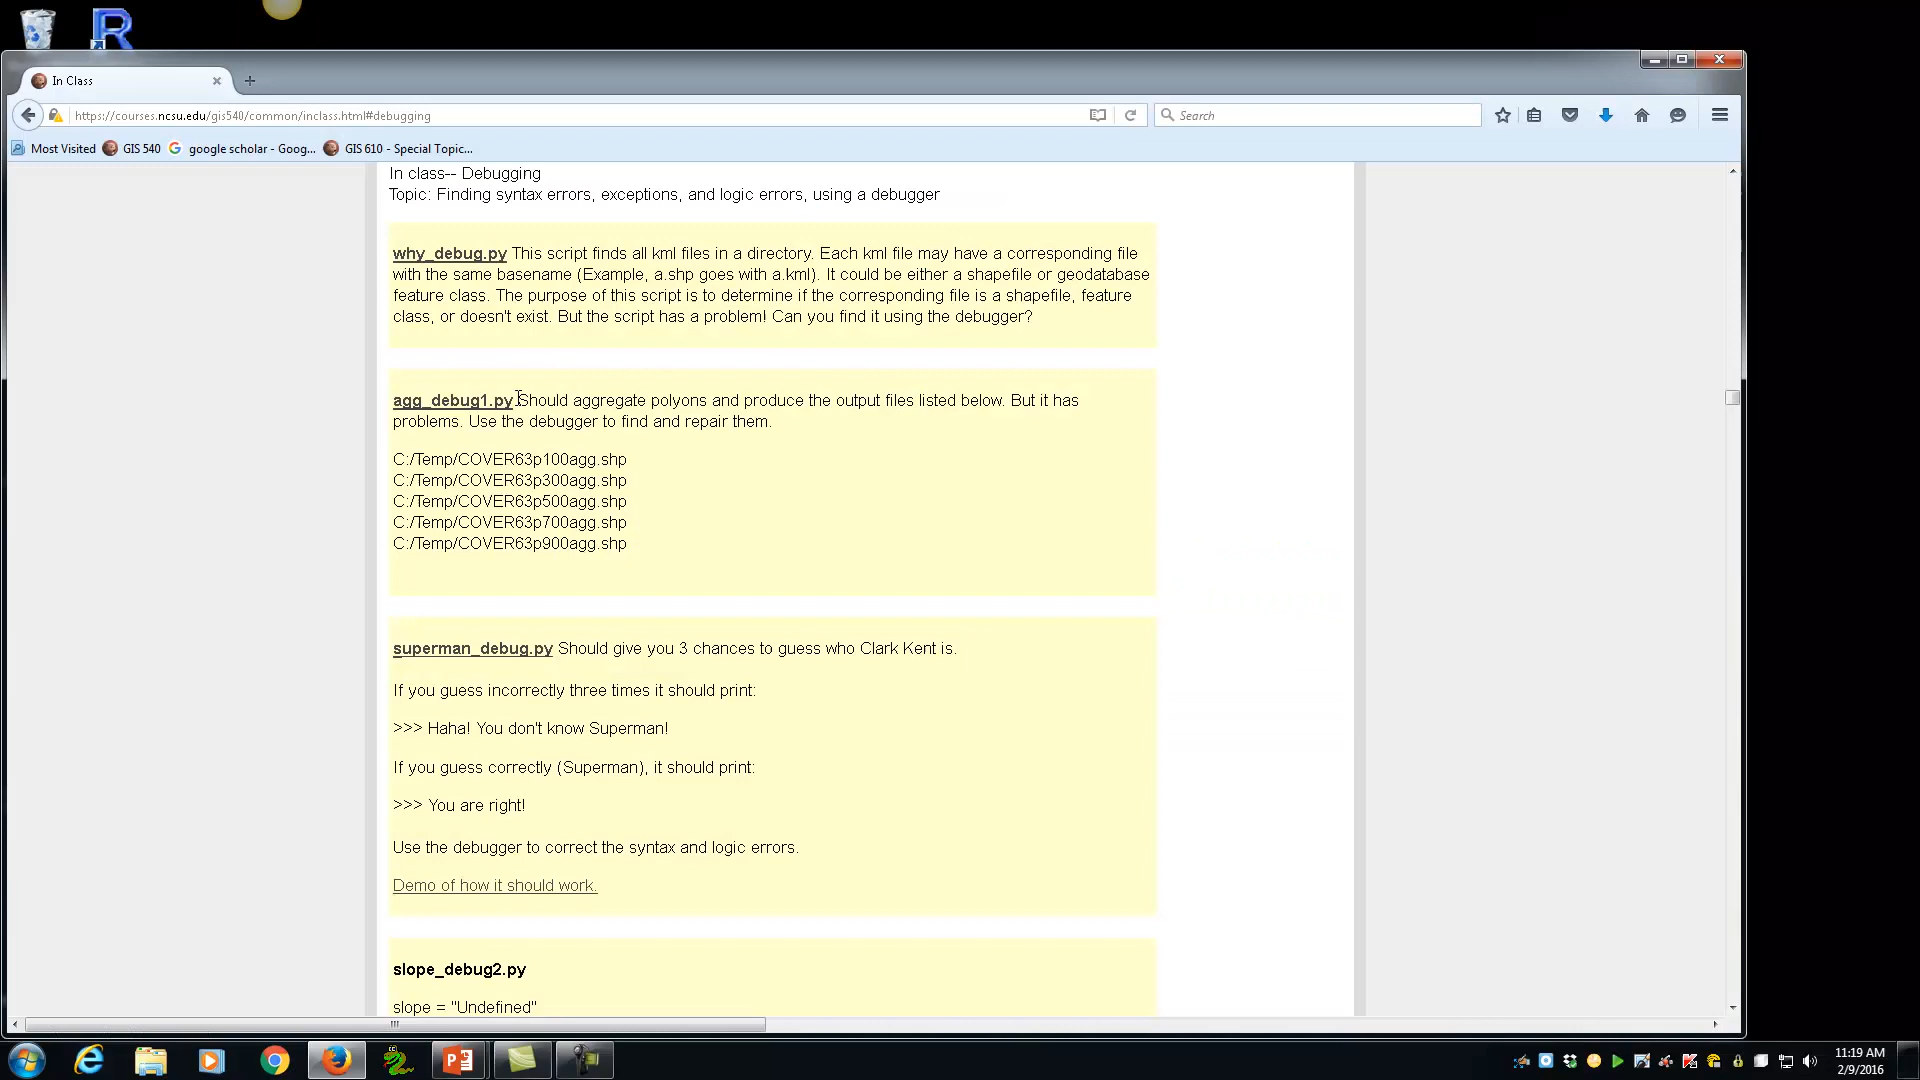 In Class
https://courses.ncsu.edu/gis540/common/inclass.html#debugging
Search
Most Visited GIS 540 google scholar - Goog... GIS 610 - Special Topic...
In class-- Debugging
Topic: Finding syntax errors, exceptions, and logic errors, using a debugger
why_debug.py This script finds all kml files in a directory. Each kml file may have a corresponding file
with the same basename (Example, a.shp goes with a.kml). It could be either a shapefile or geodatabase
feature class. The purpose of this script is to determine if the corresponding file is a shapefile, feature
class, or doesn't exist. But the script has a problem! Can you find it using the debugger?
agg_debug1.py Should aggregate polyons and produce the output files listed below. But it has
problems. Use the debugger to find and repair them.
C:/Temp/COVER63p100agg.shp
C:/Temp/COVER63p300agg.shp
C:/Temp/COVER63p500agg.shp
C:/Temp/COVER63p700agg.shp
C:/Temp/COVER63p900agg.shp
superman_debug.py Should give you 3 chances to guess who Clark Kent is.
If you guess incorrectly three times it should print:
>>> Haha! You don't know Superman!
If you guess correctly (Superman), it should print:
>>> You are right!
Use the debugger to correct the syntax and logic errors.
Demo of how it should work.
slope_debug2.py
slope = "Undefined"
11:19 AM
2/9/2016